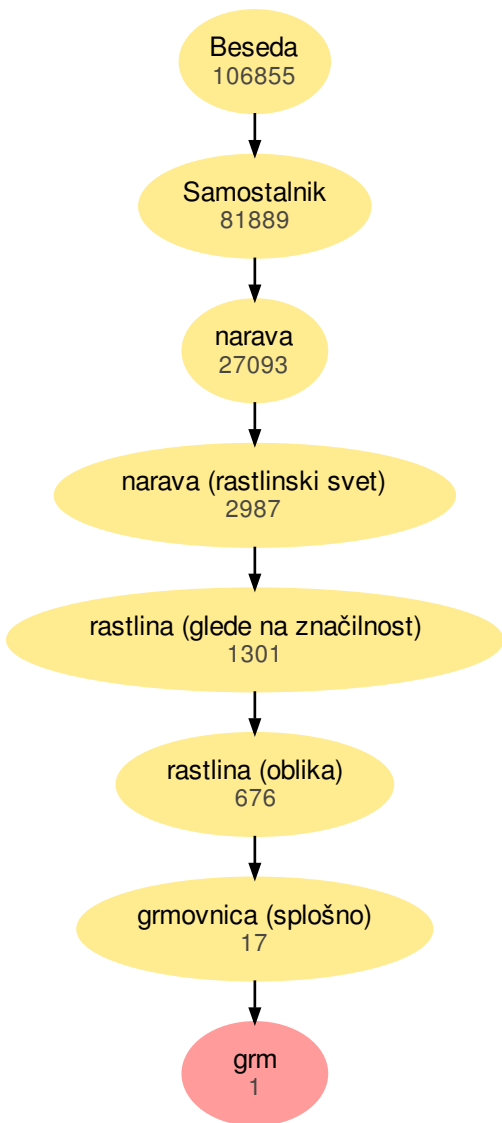 Beseda
106855
Samostalnik
81889
narava
27093
narava (rastlinski svet)
2987
rastlina (glede na značilnost)
1301
rastlina (oblika)
676
grmovnica (splošno)
17
grm
1